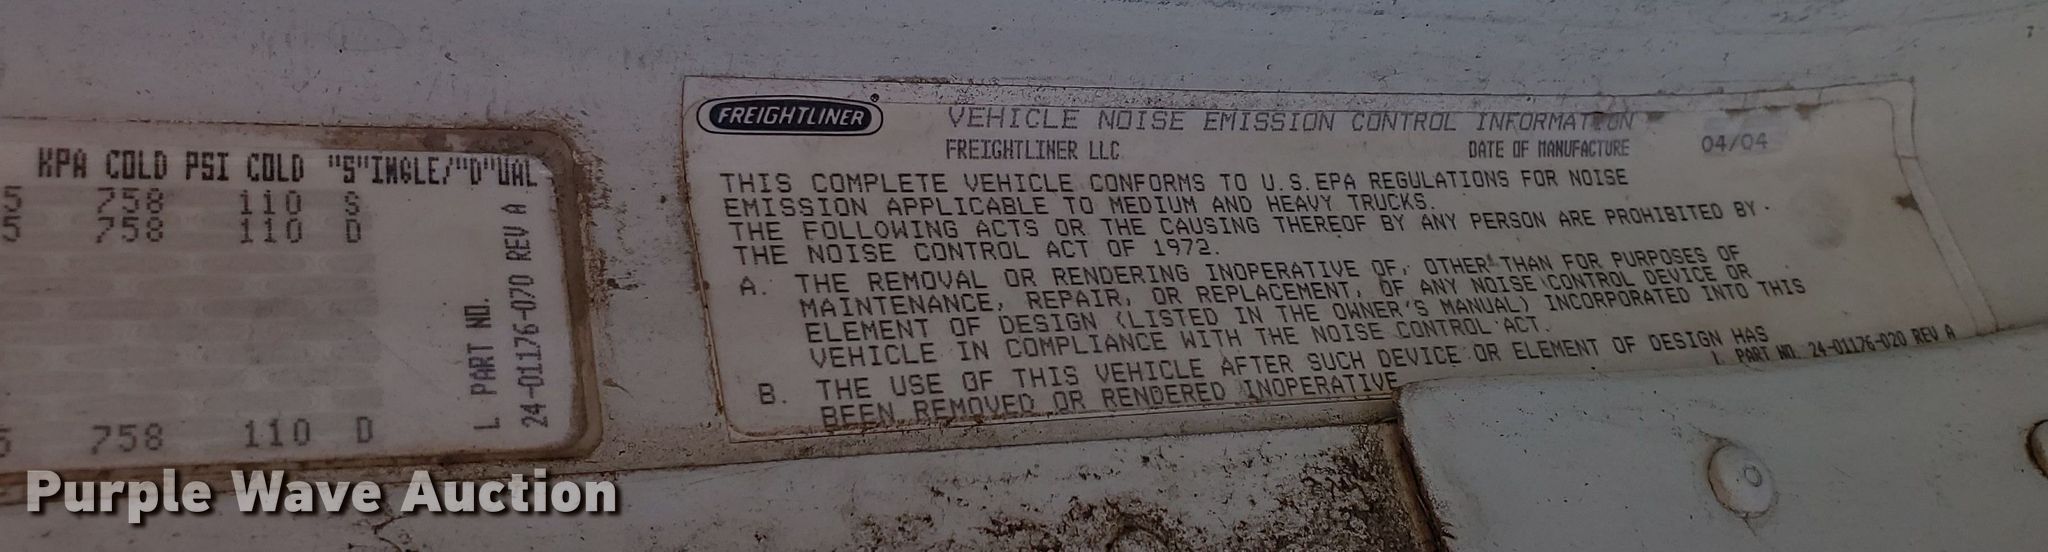 KPA COLD PSI COLD "S"INGLE/"D"UAL
5 758 110 S
5 758 110 D
5 758 110 D
L PART NO.
24-01176-070 REV A
FREIGHTLINER®
VEHICLE NOISE EMISSION CONTROL INFORMATION
FREIGHTLINER LLC DATE OF MANUFACTURE 04/04
THIS COMPLETE VEHICLE CONFORMS TO U.S.EPA REGULATIONS FOR NOISE
EMISSION APPLICABLE TO MEDIUM AND HEAVY TRUCKS.
THE FOLLOWING ACTS OR THE CAUSING THEREOF BY ANY PERSON ARE PROHIBITED BY
THE NOISE CONTROL ACT OF 1972.
A. THE REMOVAL OR RENDERING INOPERATIVE OF, OTHER THAN FOR PURPOSES OF
MAINTENANCE, REPAIR, OR REPLACEMENT, OF ANY NOISE CONTROL DEVICE OR
ELEMENT OF DESIGN (LISTED IN THE OWNER'S MANUAL) INCORPORATED INTO THIS
VEHICLE IN COMPLIANCE WITH THE NOISE CONTROL ACT.
B. THE USE OF THIS VEHICLE AFTER SUCH DEVICE OR ELEMENT OF DESIGN HAS
BEEN REMOVED OR RENDERED INOPERATIVE
L PART NO. 24-01176-020 REV A
Purple Wave Auction